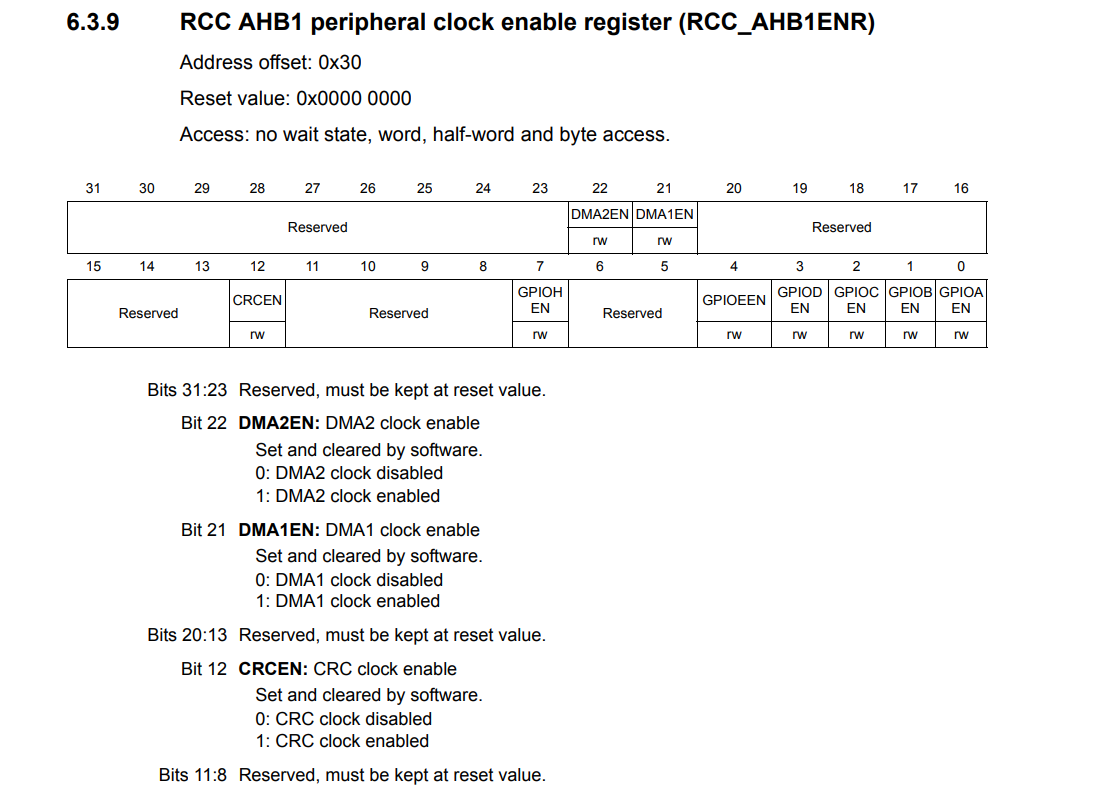 6.3.9 RCC AHB1 peripheral clock enable register (RCC_AHB1ENR)
Address offset: 0x30
Reset value: 0x0000 0000
Access: no wait state, word, half-word and byte access.
31 30 29 28 27 26 25 24 23 22 21 20 19 18 17 16
Reserved DMA2EN DMA1EN Reserved
rw rw
15 14 13 12 11 10 9 8 7 6 5 4 3 2 1 0
Reserved CRCEN Reserved GPIOH EN Reserved GPIOEEN GPIOD EN GPIOC EN GPIOB EN GPIOA EN
rw rw rw rw rw rw rw
Bits 31:23 Reserved, must be kept at reset value.
Bit 22 DMA2EN: DMA2 clock enable
Set and cleared by software.
0: DMA2 clock disabled
1: DMA2 clock enabled
Bit 21 DMA1EN: DMA1 clock enable
Set and cleared by software.
0: DMA1 clock disabled
1: DMA1 clock enabled
Bits 20:13 Reserved, must be kept at reset value.
Bit 12 CRCEN: CRC clock enable
Set and cleared by software.
0: CRC clock disabled
1: CRC clock enabled
Bits 11:8 Reserved, must be kept at reset value.